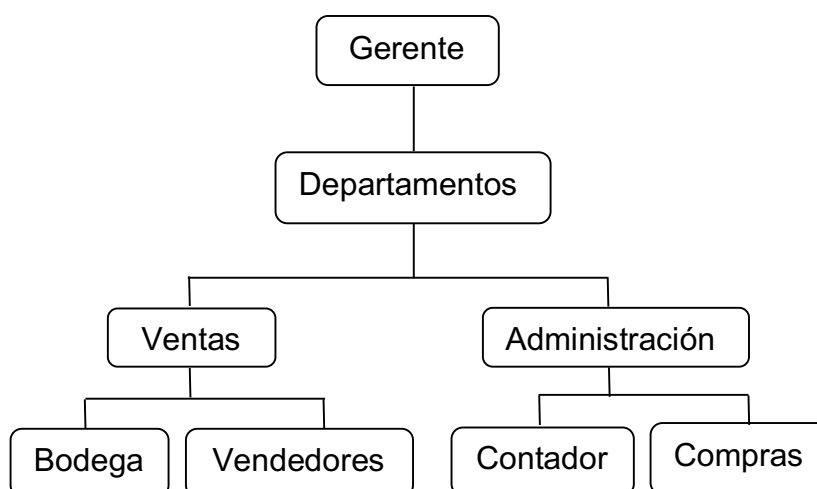 Gerente
Departamentos
Ventas
Administración
Bodega
Vendedores
Contador
Compras